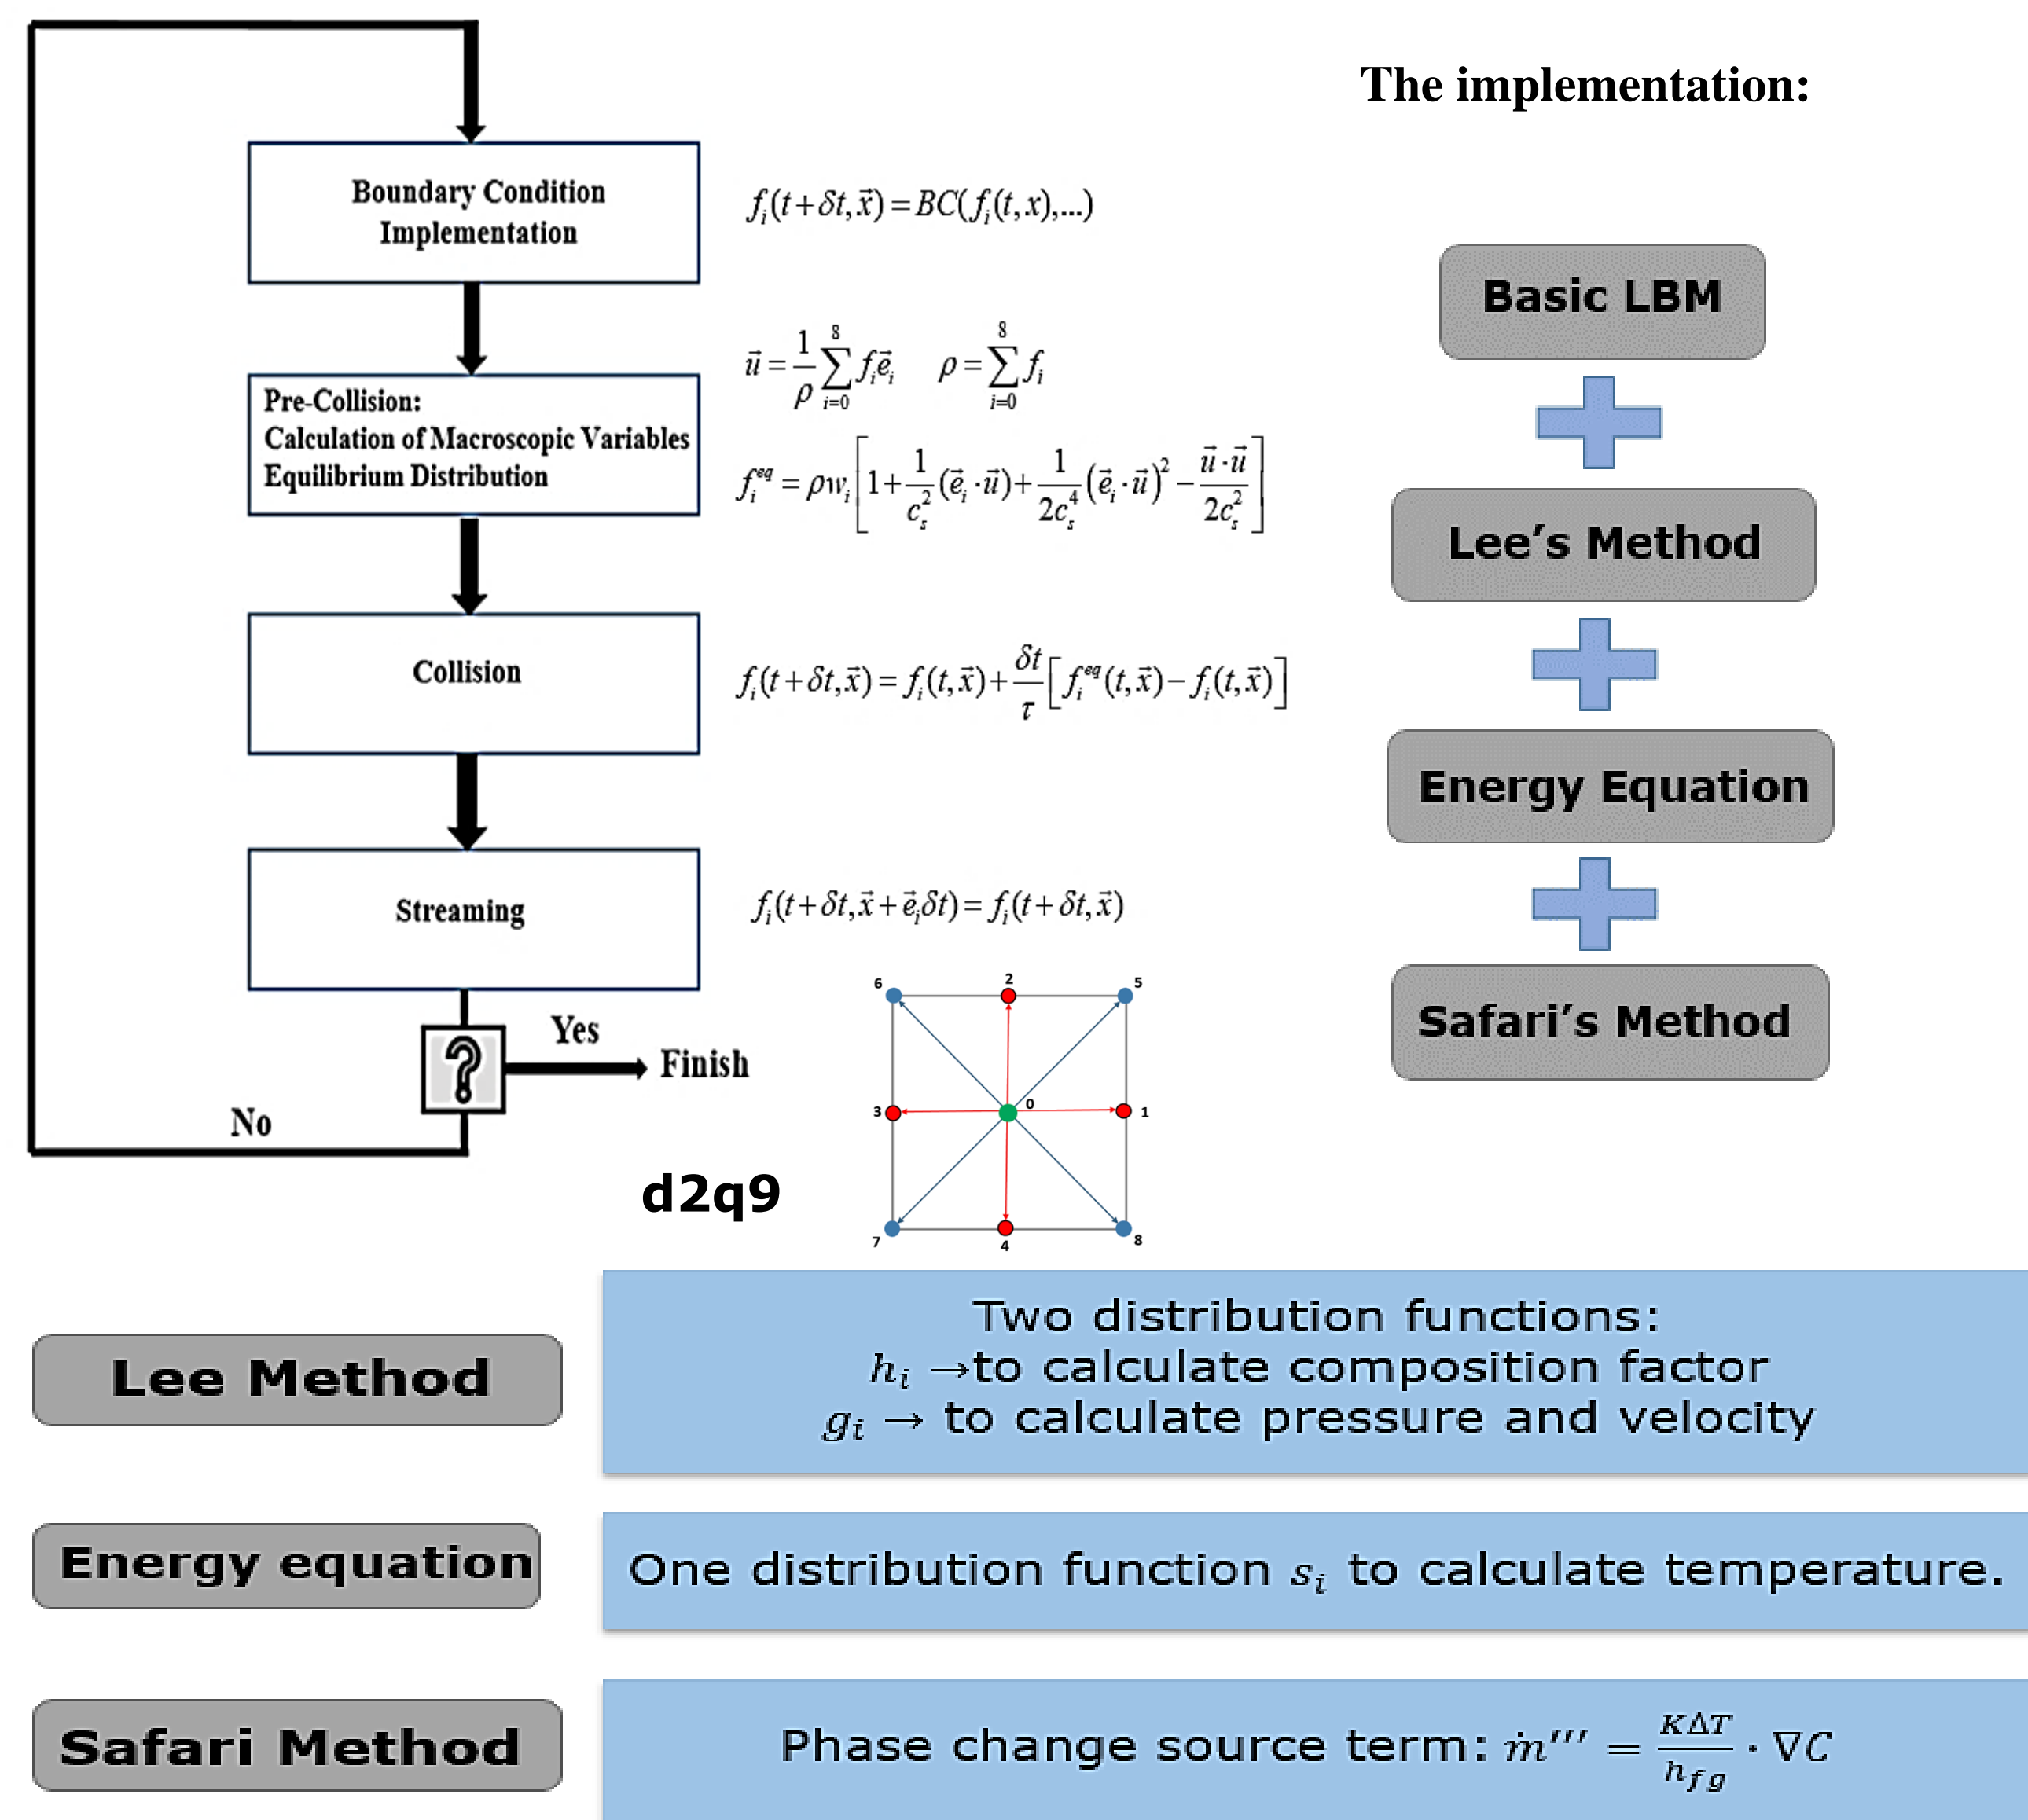 The implementation:
Boundary Condition
Implementation
f_i(t+δt,x⃗)=BC(f_i(t,x),...)
u⃗ = 1/ρ ∑_{i=0}^{8} f_i e⃗_i   ρ = ∑_{i=0}^{8} f_i
Pre-Collision:
Calculation of Macroscopic Variables
Equilibrium Distribution
f_i^{eq} = ρw_i[1+ 1/c_s^2 (e⃗_i·u⃗)+ 1/2c_s^4 (e⃗_i·u⃗)^2 − u⃗·u⃗/2c_s^2]
Collision
f_i(t+δt,x⃗)=f_i(t,x⃗)+ δt/τ [f_i^{eq}(t,x⃗)−f_i(t,x⃗)]
Streaming
f_i(t+δt,x⃗+e⃗_iδt)=f_i(t+δt,x⃗)
?
Yes
Finish
No
Basic LBM
Lee’s Method
Energy Equation
Safari’s Method
6 2 5
3 0 1
7 4 8
d2q9
Lee Method
Two distribution functions:
h_i →to calculate composition factor
g_i → to calculate pressure and velocity
Energy equation
One distribution function s_i to calculate temperature.
Safari Method
Phase change source term: ṁ′′′ = KΔT/h_{fg} · ∇C